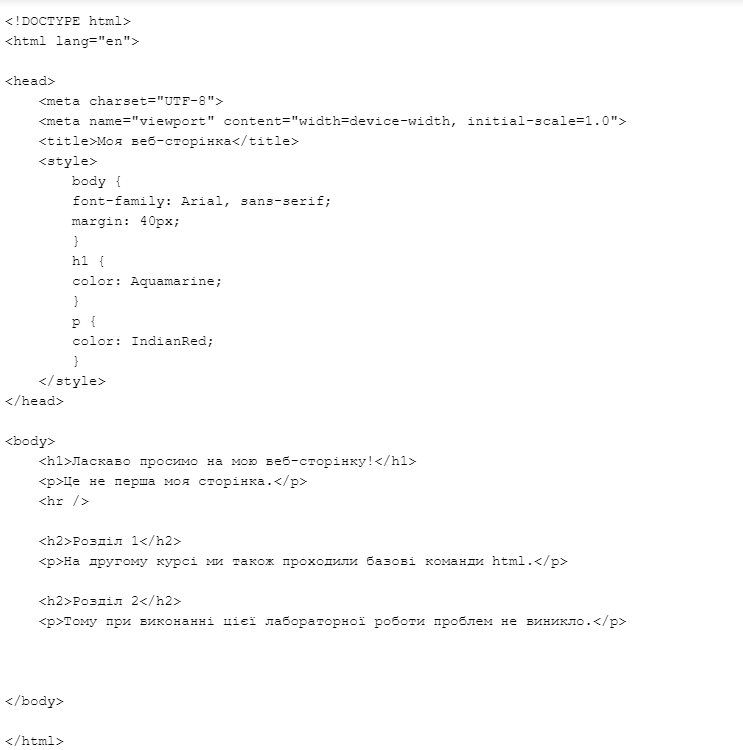 <!DOCTYPE html>
<html lang="en">
<head>
<meta charset="UTF-8">
<meta name="viewport" content="width=device-width, initial-scale=1.0">
<title>Моя веб-сторінка</title>
<style>
body {
font-family: Arial, sans-serif;
margin: 40px;
}
h1 {
color: Aquamarine;
}
p {
color: IndianRed;
}
</style>
</head>
<body>
<h1>Ласкаво просимо на мою веб-сторінку!</h1>
<p>Це не перша моя сторінка.</p>
<hr />
<h2>Розділ 1</h2>
<p>На другому курсі ми також проходили базові команди html.</p>
<h2>Розділ 2</h2>
<p>Тому при виконанні цієї лабораторної роботи проблем не виникло.</p>
</body>
</html>